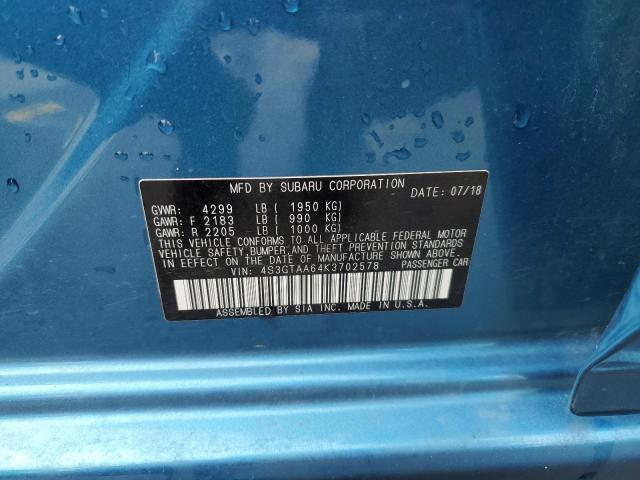 MFD BY SUBARU CORPORATION DATE: 07/18
GVWR: 4299 LB ( 1950 KG)
GAWR: F 2183 LB ( 990 KG)
GAWR: R 2205 LB ( 1000 KG)
THIS VEHICLE CONFORMS TO ALL APPLICABLE FEDERAL MOTOR
VEHICLE SAFETY, BUMPER, AND THEFT PREVENTION STANDARDS
IN EFFECT ON THE DATE OF MANUFACTURE SHOWN ABOVE.
VIN: 4S3GTAA64K3702578 PASSENGER CAR
ASSEMBLED BY SIA INC. MADE IN U.S.A.